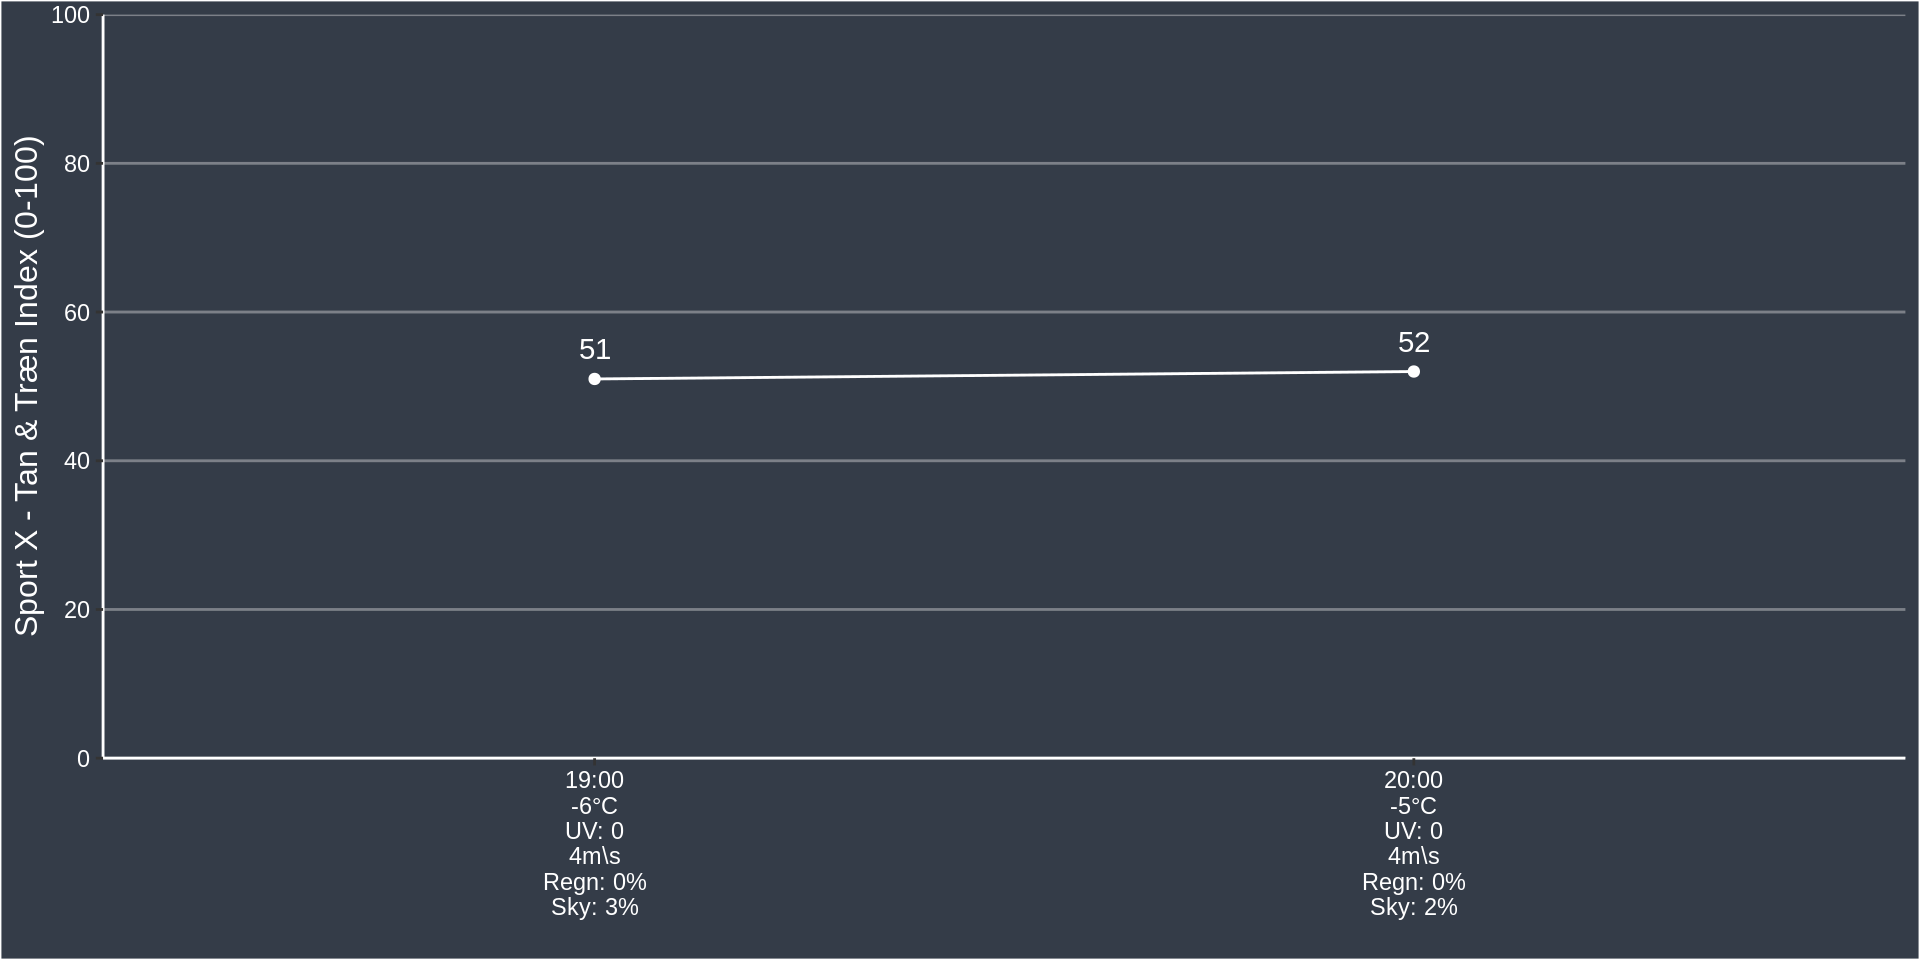 Sport X - Tan & Træn Index (0-100)
100
80
60
40
20
0
51
52
19:00
-6°C
UV: 0
4m\s
Regn: 0%
Sky: 3%
20:00
-5°C
UV: 0
4m\s
Regn: 0%
Sky: 2%